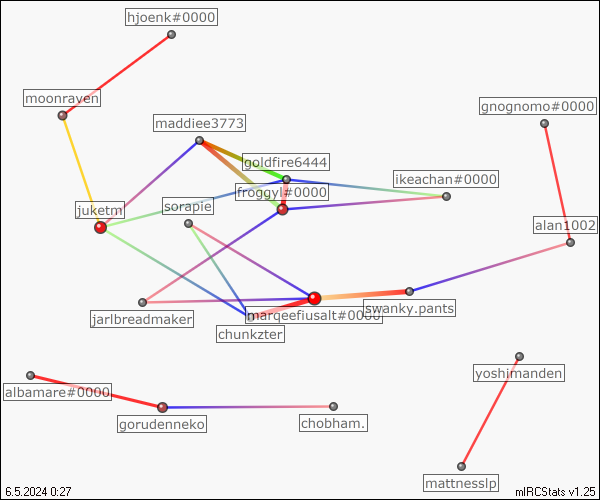 hjoenk#0000
moonraven
gnognomo#0000
maddiee3773
goldfire6444
ikeachan#0000
froggyl#0000
juketm
sorapie
alan1002
jarlbreadmaker
marqeefiusalt#0000
swanky.pants
chunkzter
yoshimanden
albamare#0000
gorudenneko
chobham.
mattnesslp
6.5.2024 0:27
mIRCStats v1.25